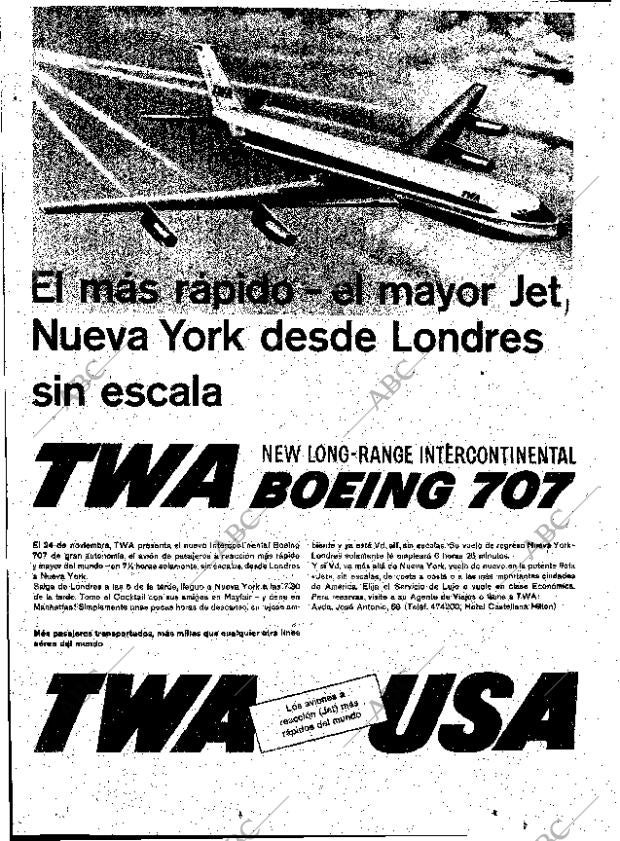 TWA
El más rápido - el mayor Jet,
Nueva York desde Londres
sin escala
TWA NEW LONG-RANGE INTERCONTINENTAL
BOEING 707
El 24 de noviembre, TWA presenta el nuevo Intercontinental Boeing
707 de gran autonomía, el avión de pasajeros a reacción más rápido
y mayor del mundo - en 7½ horas solamente, sin escalas, desde Londres
a Nueva York.
Salga de Londres a las 5 de la tarde, llegue a Nueva York a las 7.30
de la tarde. Tome el Cocktail con sus amigos en Mayfair - y cene en
Manhattan. Simplemente unas pocas horas de descanso, en
biente y ya está Vd. allí, sin escalas. Su vuelo de regreso Nueva York-
Londres solamente le empleará 6 horas 25 minutos.
Y si Vd. va más allá de Nueva York, vuele de nuevo en la potente flota
«Jet», sin escalas, de costa a costa o a las más importantes ciudades
de América. Elija el Servicio de Lujo o vuele en clase Económica.
Para reservas, visite a su Agente de Viajes o llame a TWA:
Avda. José Antonio, 68 (Teléf. 474200; Hotel Castellana Hilton)
Más pasajeros transportados, más millas que cualquier otra línea
aérea del mundo
TWA
Los aviones a
reacción (Jet) más
rápidos del mundo
USA
ABC
ABC
ABC
ABC
ABC
ABC